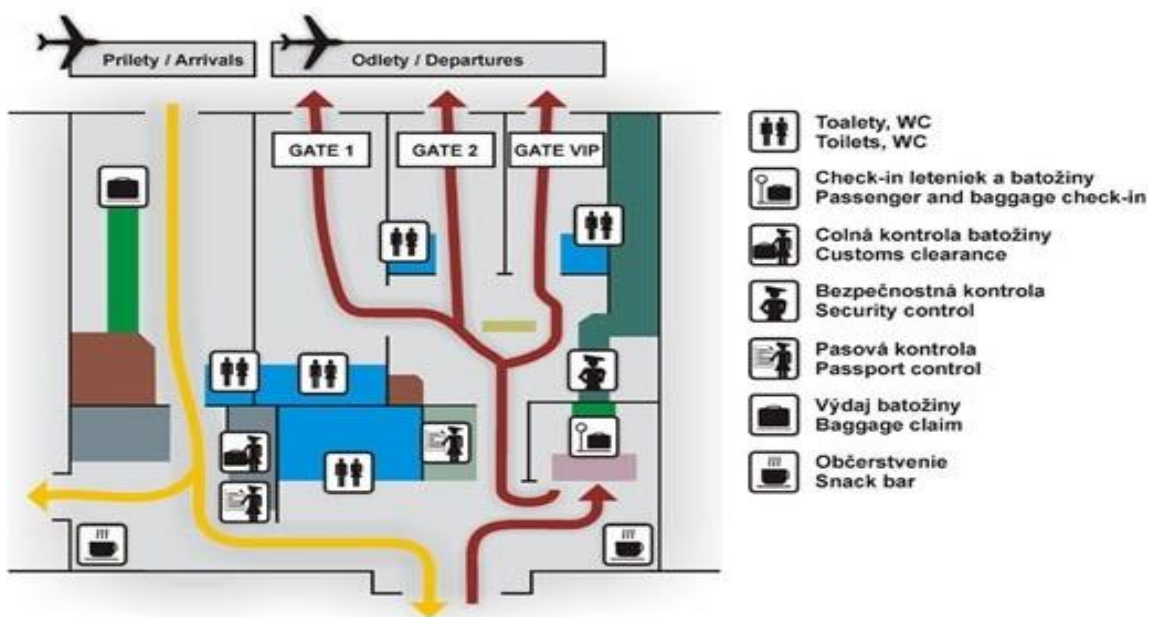 Prílety / Arrivals
Odlety / Departures
GATE 1
GATE 2
GATE VIP
Toalety, WC
Toilets, WC
Check-in leteniek a batožiny
Passenger and baggage check-in
Colná kontrola batožiny
Customs clearance
Bezpečnostná kontrola
Security control
Pasová kontrola
Passport control
Výdaj batožiny
Baggage claim
Občerstvenie
Snack bar